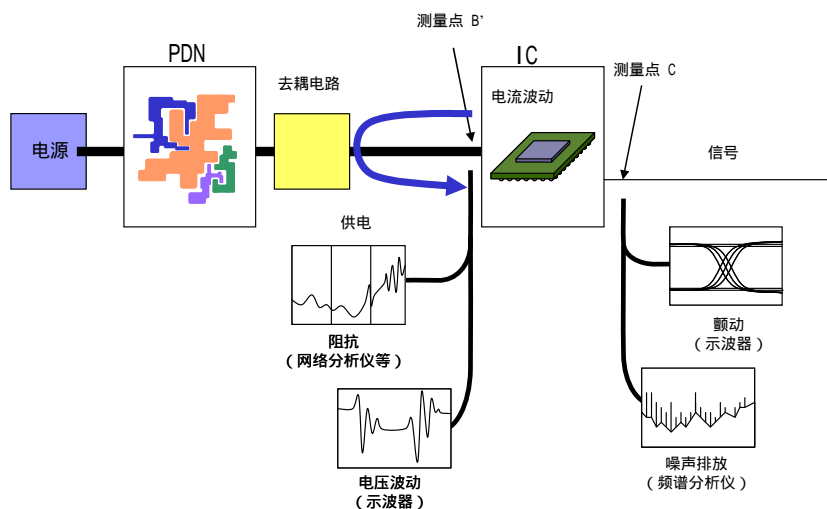 测量点 B'
PDN
IC
测量点 C
去耦电路
电流波动
电源
信号
供电
阻抗
（网络分析仪等）
颤动
（示波器）
电压波动
（示波器）
噪声排放
（频谱分析仪）